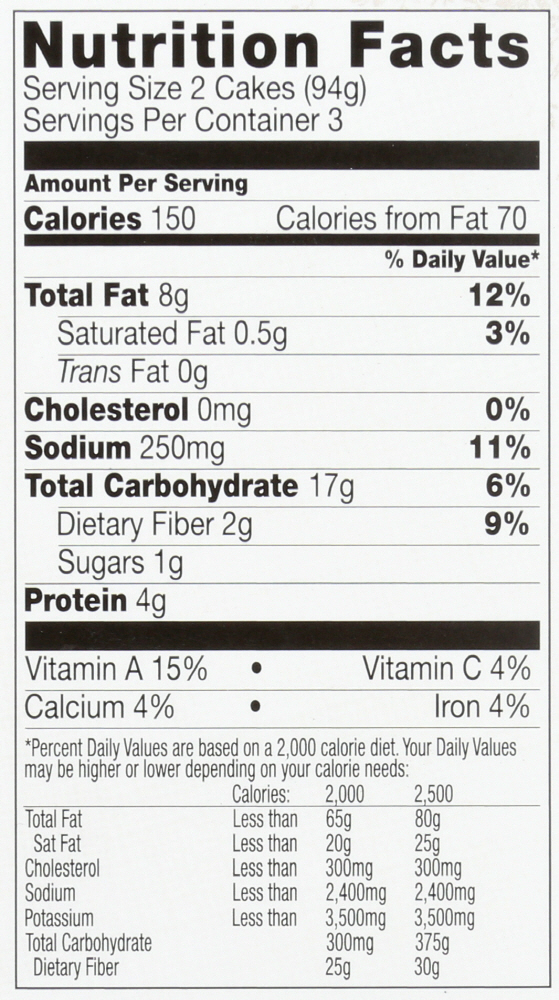 Nutrition Facts
Serving Size 2 Cakes (94g)
Servings Per Container 3
Amount Per Serving
Calories 150 Calories from Fat 70
% Daily Value*
Total Fat 8g 12%
Saturated Fat 0.5g 3%
Trans Fat 0g
Cholesterol 0mg 0%
Sodium 250mg 11%
Total Carbohydrate 17g 6%
Dietary Fiber 2g 9%
Sugars 1g
Protein 4g
Vitamin A 15% • Vitamin C 4%
Calcium 4% • Iron 4%
*Percent Daily Values are based on a 2,000 calorie diet. Your Daily Values
may be higher or lower depending on your calorie needs:
Calories: 2,000 2,500
Total Fat Less than 65g 80g
Sat Fat Less than 20g 25g
Cholesterol Less than 300mg 300mg
Sodium Less than 2,400mg 2,400mg
Potassium Less than 3,500mg 3,500mg
Total Carbohydrate 300mg 375g
Dietary Fiber 25g 30g